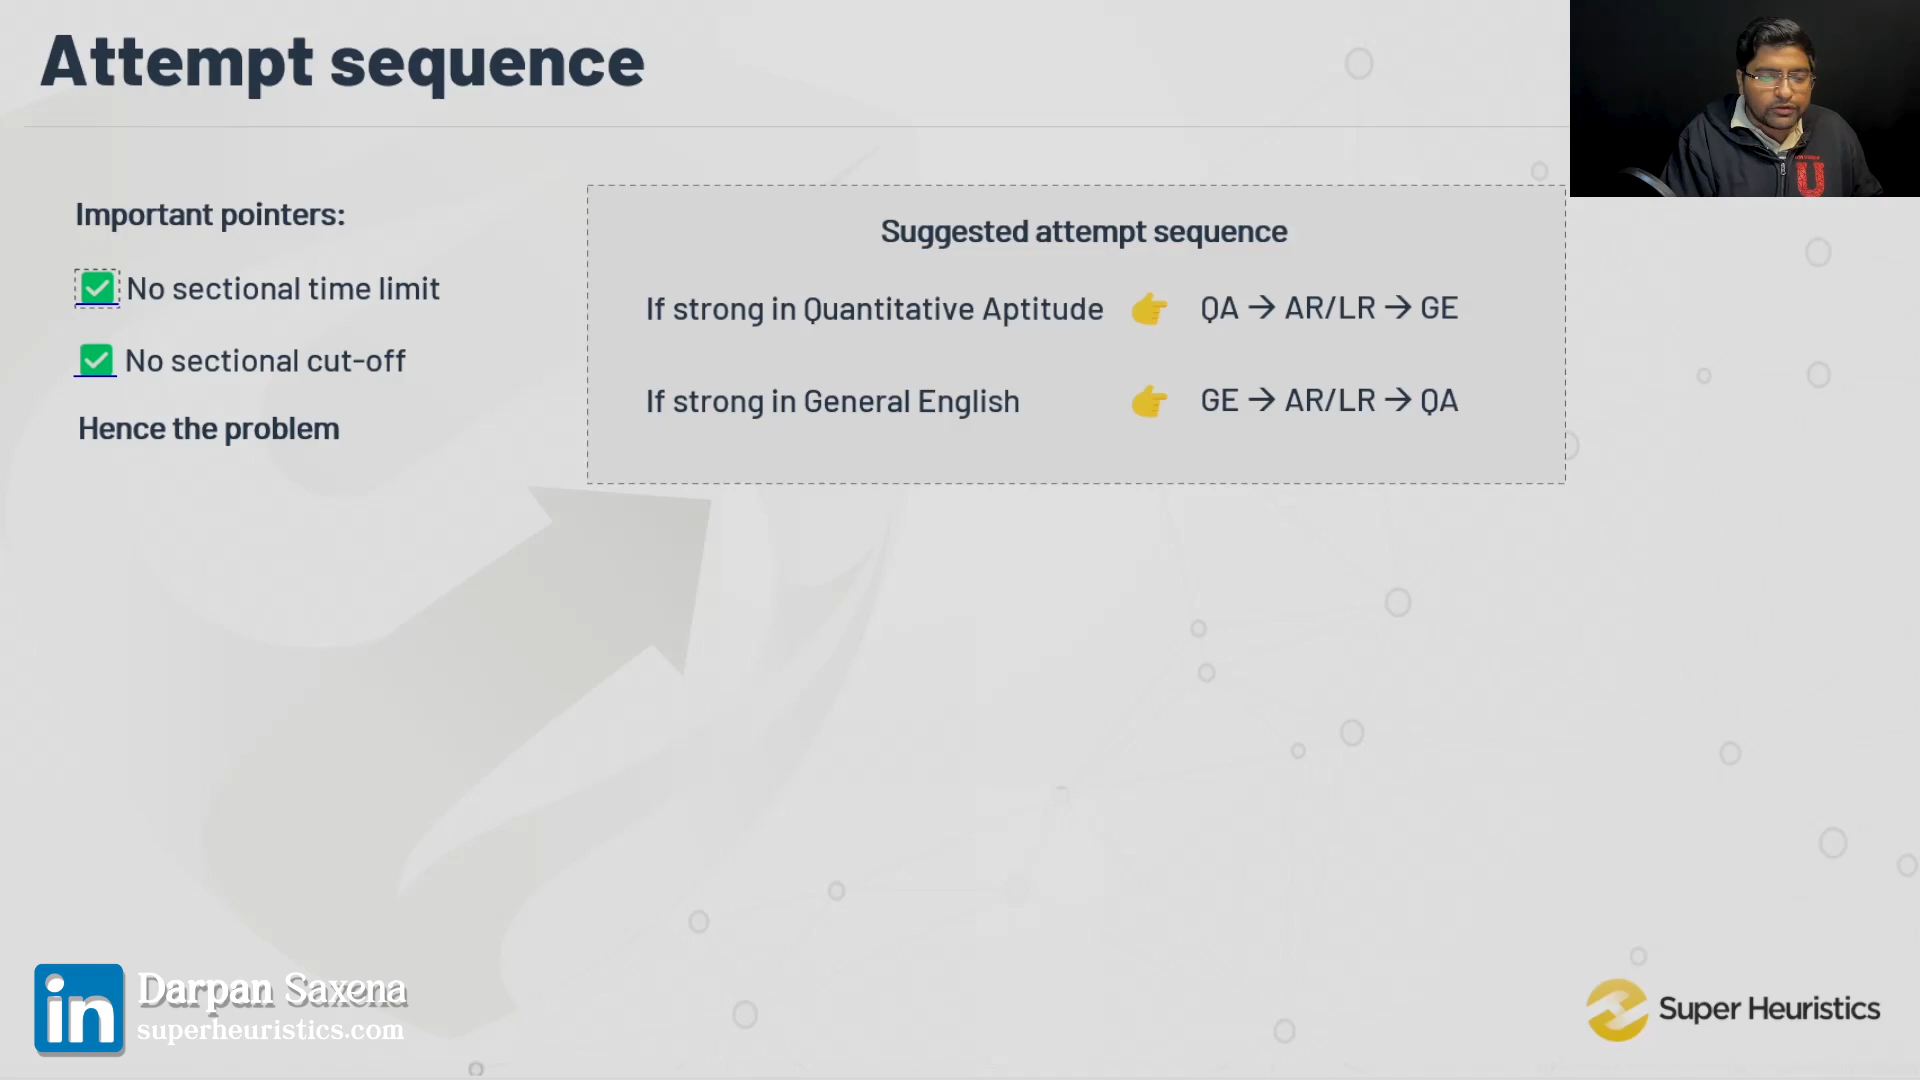 Attempt sequence
Important pointers:
No sectional time limit
No sectional cut-off
Hence the problem
Suggested attempt sequence
If strong in Quantitative Aptitude 👉 QA → AR/LR → GE
If strong in General English 👉 GE → AR/LR → QA
U
in Darpan Saxena
superheuristics.com
Super Heuristics